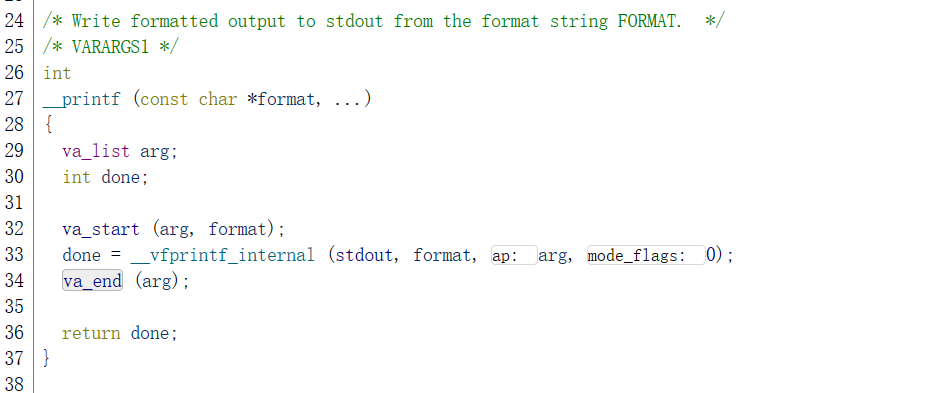 24 /* Write formatted output to stdout from the format string FORMAT.  */
25 /* VARARGS1 */
26 int
27 __printf (const char *format, ...)
28 {
29   va_list arg;
30   int done;
31
32   va_start (arg, format);
33   done = __vfprintf_internal (stdout, format, ap: arg, mode_flags: 0);
34   va_end (arg);
35
36   return done;
37 }
38